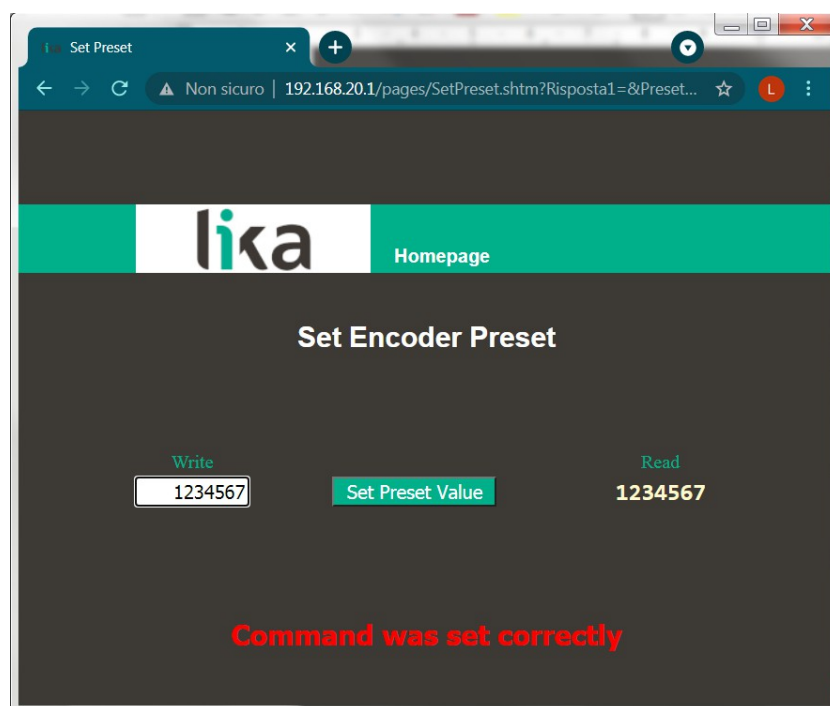 Set Preset
Non sicuro | 192.168.20.1/pages/SetPreset.shtm?Risposta1=&Preset...
L
lika
Homepage
Set Encoder Preset
Write
Read
1234567
Set Preset Value
1234567
Command was set correctly